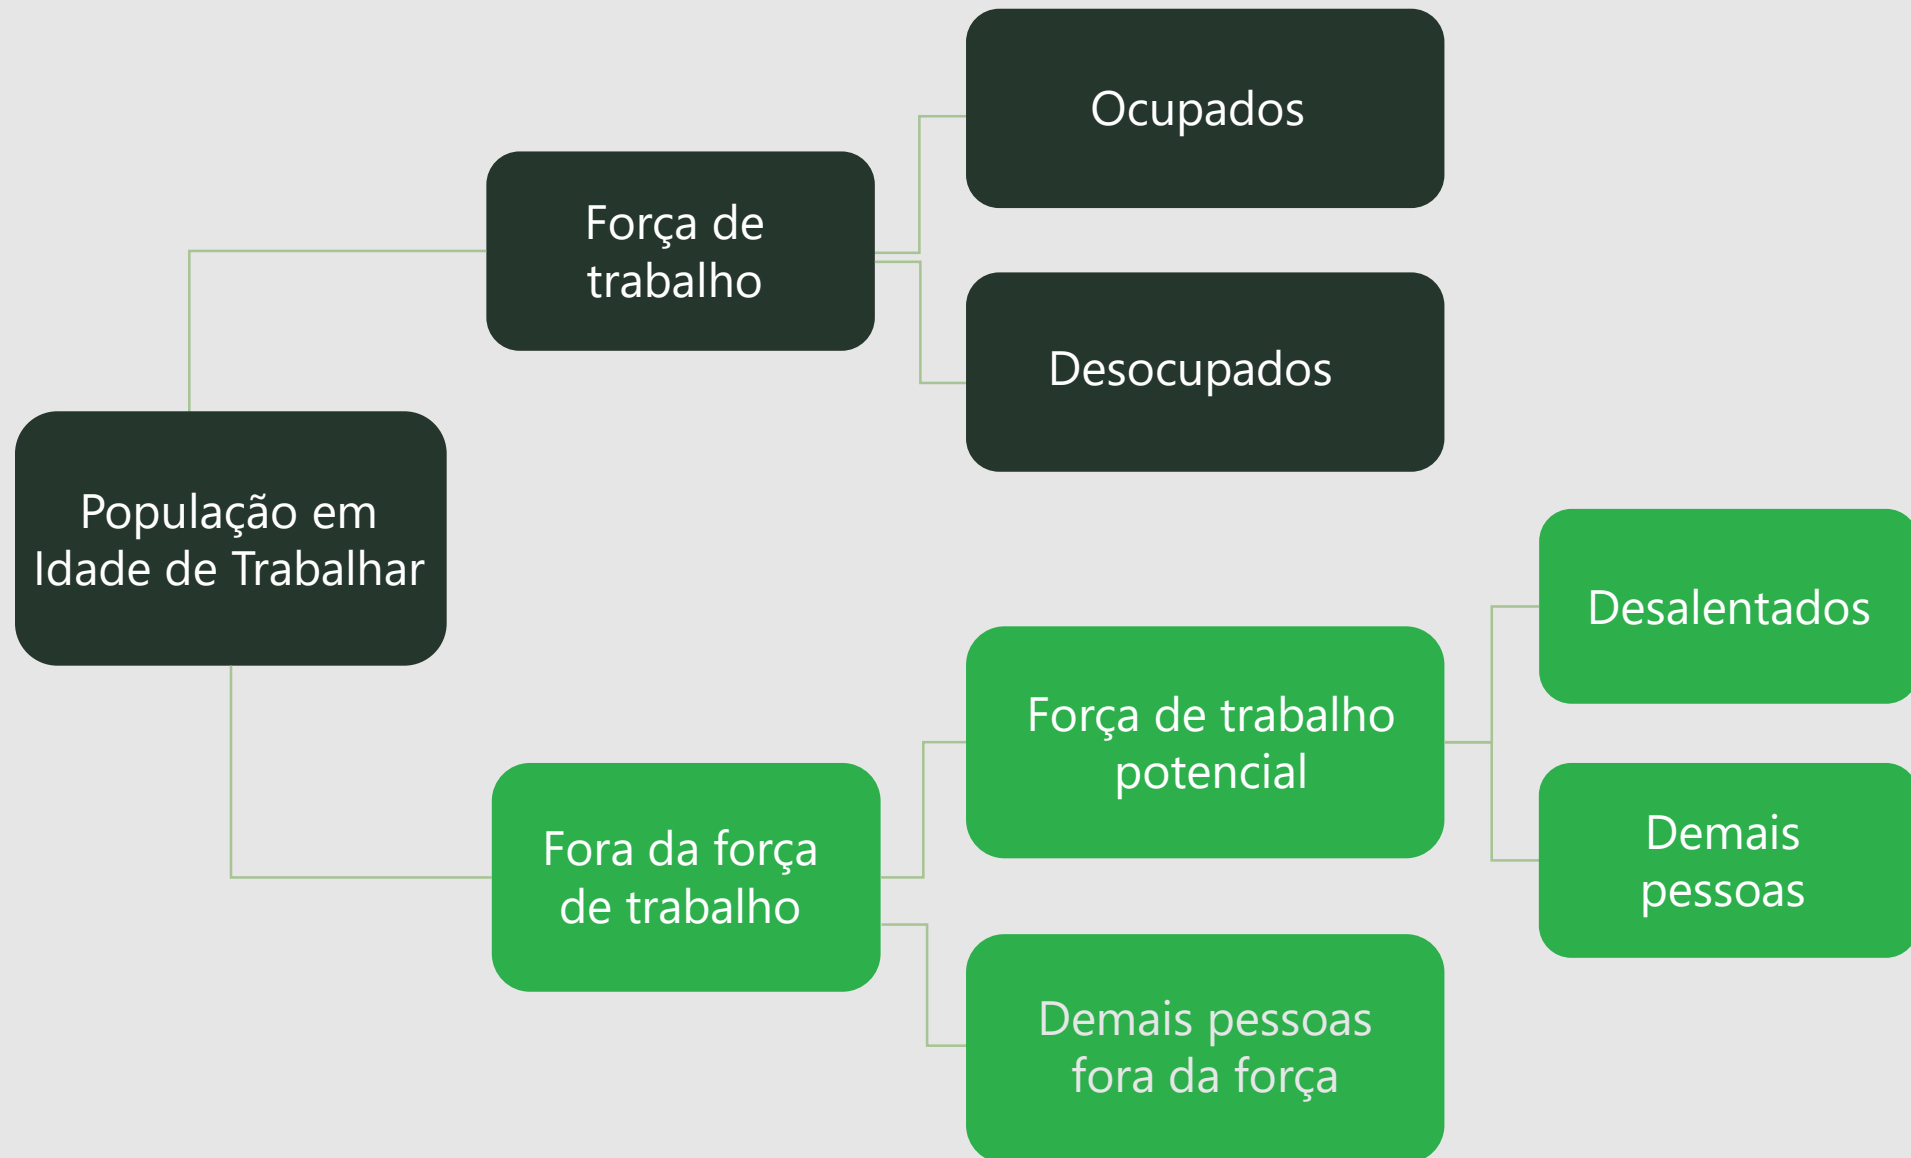 Ocupados
Força de
trabalho
Desocupados
População em
Idade de Trabalhar
Desalentados
Força de trabalho
potencial
Demais
pessoas
Fora da força
de trabalho
Demais pessoas
fora da força